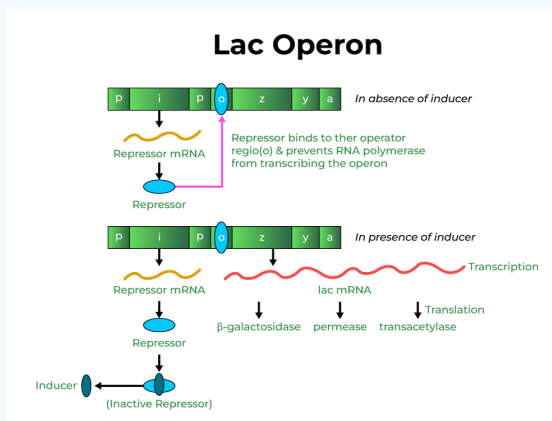 Lac Operon
p i p o z y a
In absence of inducer
Repressor mRNA
Repressor binds to ther operator
regio(o) & prevents RNA polymerase
from transcribing the operon
Repressor
p i p o z y a
In presence of inducer
Transcription
Repressor mRNA
lac mRNA
Translation
β-galactosidase permease transacetylase
Repressor
Inducer
(Inactive Repressor)